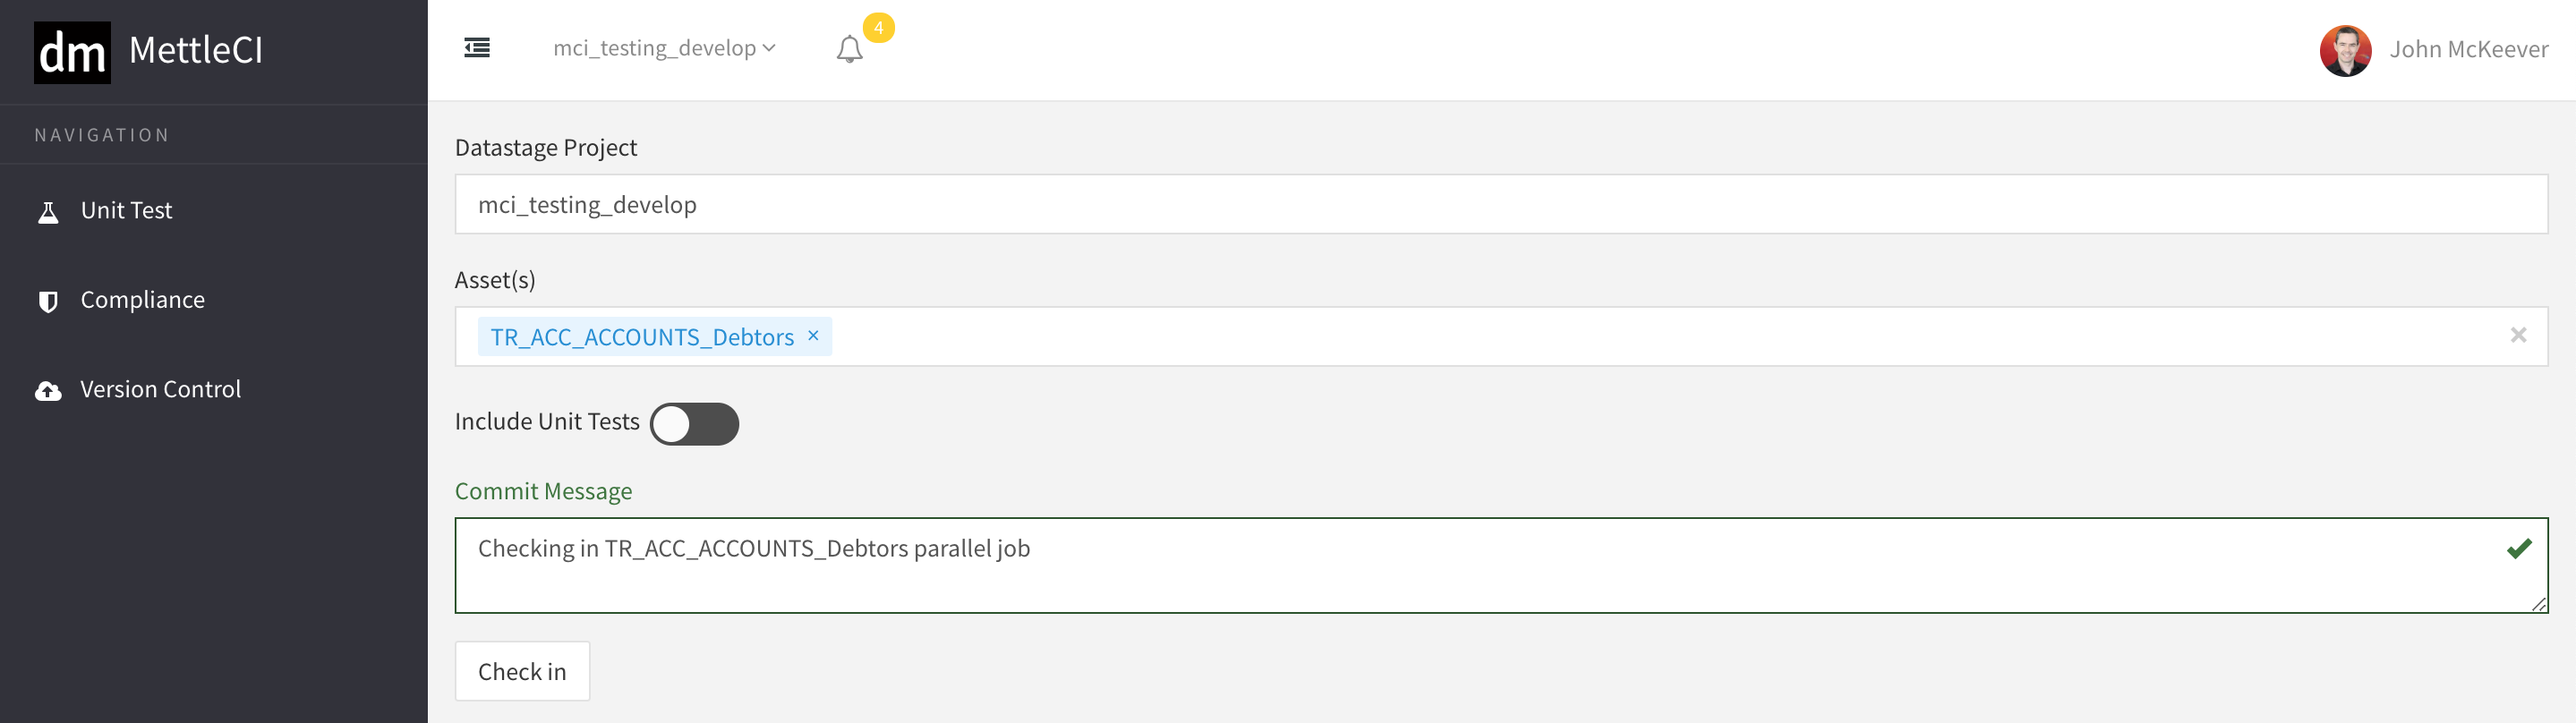 dm MettleCI
mci_testing_develop
4
John McKeever
NAVIGATION
Unit Test
Compliance
Version Control
Datastage Project
mci_testing_develop
Asset(s)
TR_ACC_ACCOUNTS_Debtors ×
Include Unit Tests
Commit Message
Checking in TR_ACC_ACCOUNTS_Debtors parallel job
Check in